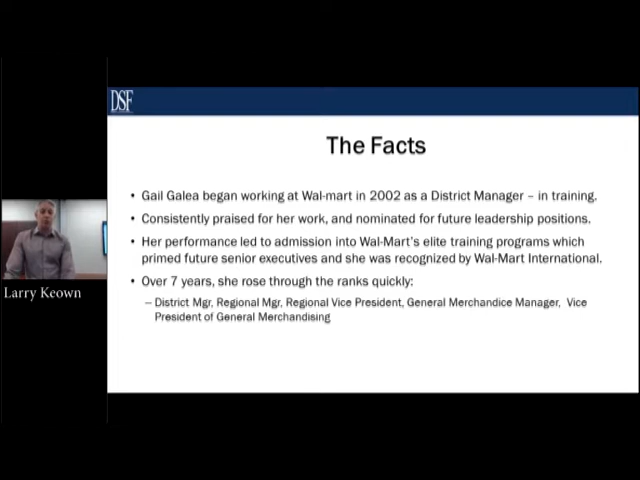 DSF
The Facts
• Gail Galea began working at Wal-mart in 2002 as a District Manager – in training.
• Consistently praised for her work, and nominated for future leadership positions.
• Her performance led to admission into Wal-Mart's elite training programs which
primed future senior executives and she was recognized by Wal-Mart International.
• Over 7 years, she rose through the ranks quickly:
– District Mgr, Regional Mgr, Regional Vice President, General Merchandice Manager, Vice
President of General Merchandising
Larry Keown